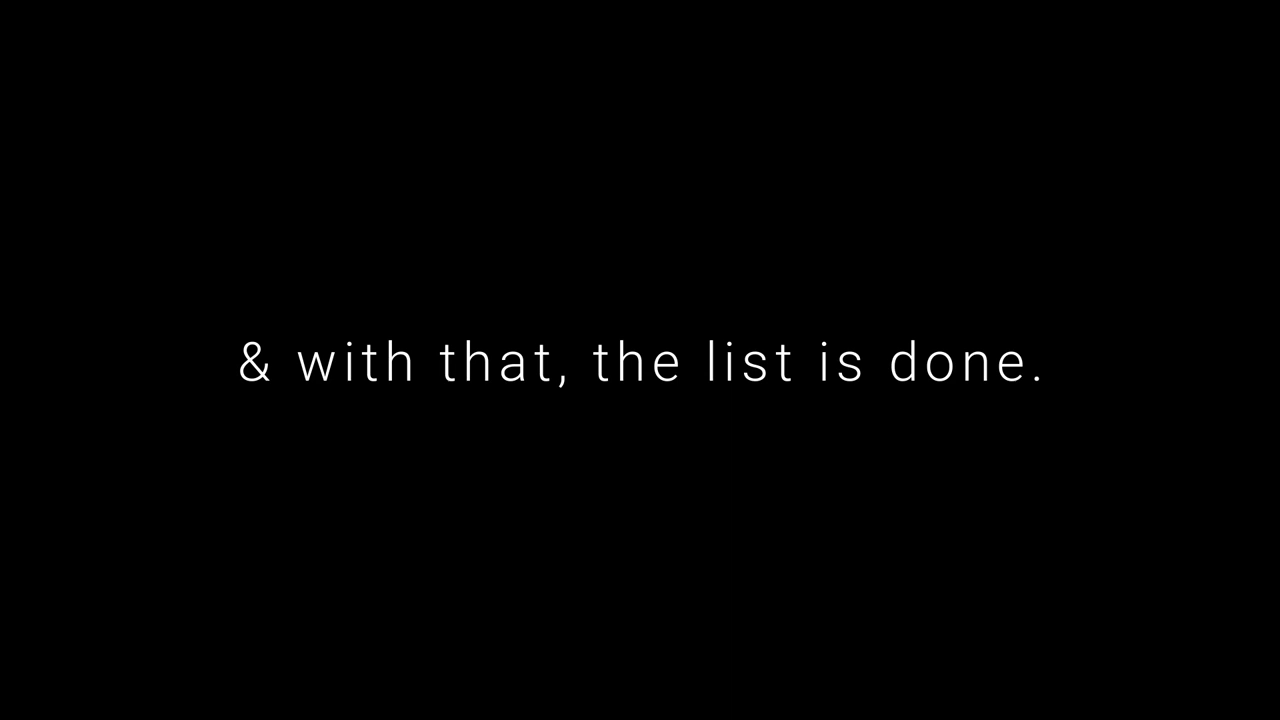 & with that, the list is done.